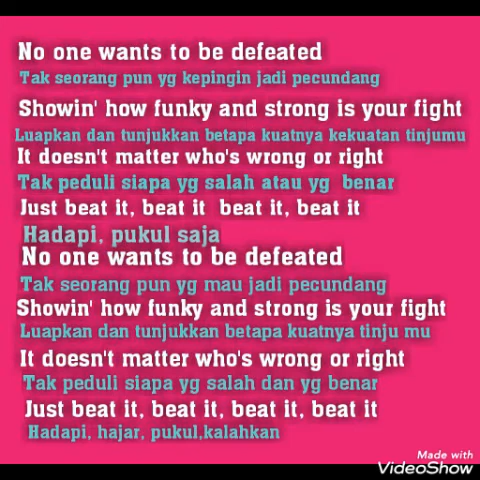 No one wants to be defeated
Tak seorang pun yg kepingin jadi pecundang
Showin' how funky and strong is your fight
Luapkan dan tunjukkan betapa kuatnya kekuatan tinjumu
It doesn't matter who's wrong or right
Tak peduli siapa yg salah atau yg benar
Just beat it, beat it beat it, beat it
Hadapi, pukul saja
No one wants to be defeated
Tak seorang pun yg mau jadi pecundang
Showin' how funky and strong is your fight
Luapkan dan tunjukkan betapa kuatnya tinju mu
It doesn't matter who's wrong or right
Tak peduli siapa yg salah dan yg benar
Just beat it, beat it, beat it, beat it
Hadapi, hajar, pukul,kalahkan
Made with
VideoShow